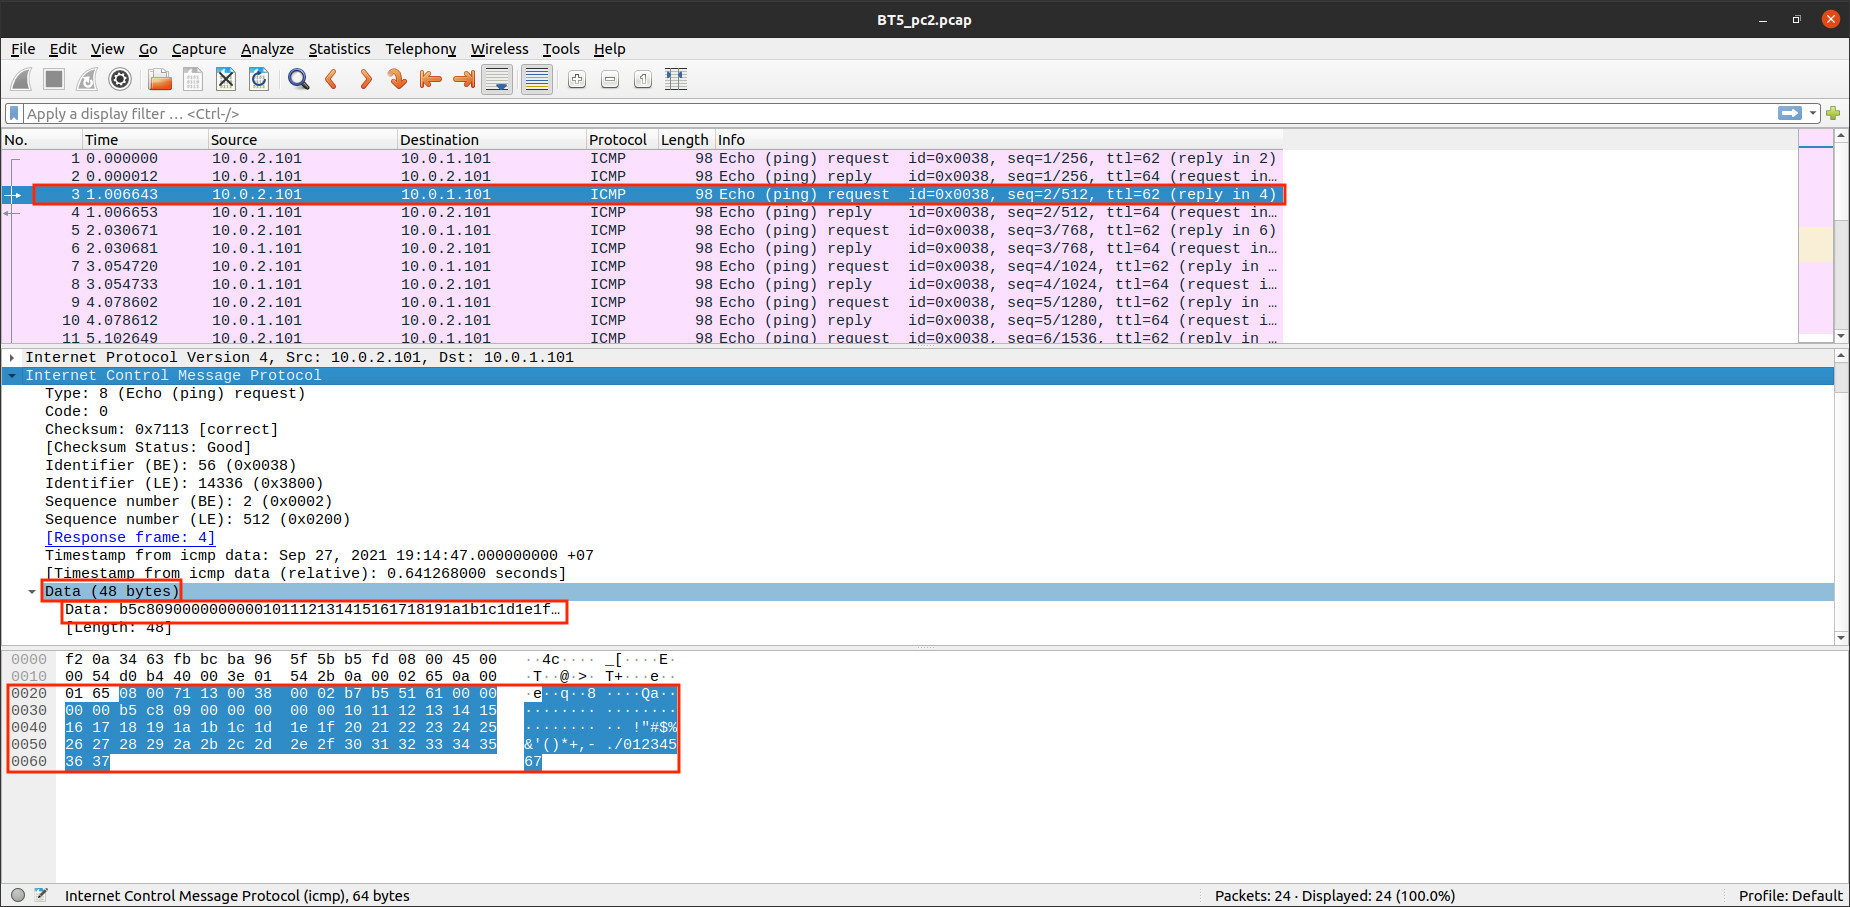 BT5_pc2.pcap
File Edit View Go Capture Analyze Statistics Telephony Wireless Tools Help
Apply a display filter … <Ctrl-/>
No. Time Source Destination Protocol Length Info
1 0.000000 10.0.2.101 10.0.1.101 ICMP 98 Echo (ping) request id=0x0038, seq=1/256, ttl=62 (reply in 2)
2 0.000012 10.0.1.101 10.0.2.101 ICMP 98 Echo (ping) reply id=0x0038, seq=1/256, ttl=64 (request in…
3 1.006643 10.0.2.101 10.0.1.101 ICMP 98 Echo (ping) request id=0x0038, seq=2/512, ttl=62 (reply in 4)
4 1.006653 10.0.1.101 10.0.2.101 ICMP 98 Echo (ping) reply id=0x0038, seq=2/512, ttl=64 (request in…
5 2.030671 10.0.2.101 10.0.1.101 ICMP 98 Echo (ping) request id=0x0038, seq=3/768, ttl=62 (reply in 6)
6 2.030681 10.0.1.101 10.0.2.101 ICMP 98 Echo (ping) reply id=0x0038, seq=3/768, ttl=64 (request in…
7 3.054720 10.0.2.101 10.0.1.101 ICMP 98 Echo (ping) request id=0x0038, seq=4/1024, ttl=62 (reply in …
8 3.054733 10.0.1.101 10.0.2.101 ICMP 98 Echo (ping) reply id=0x0038, seq=4/1024, ttl=64 (request i…
9 4.078602 10.0.2.101 10.0.1.101 ICMP 98 Echo (ping) request id=0x0038, seq=5/1280, ttl=62 (reply in …
10 4.078612 10.0.1.101 10.0.2.101 ICMP 98 Echo (ping) reply id=0x0038, seq=5/1280, ttl=64 (request i…
11 5.102649 10.0.2.101 10.0.1.101 ICMP 98 Echo (ping) request id=0x0038, seq=6/1536, ttl=62 (reply in …
Internet Protocol Version 4, Src: 10.0.2.101, Dst: 10.0.1.101
Internet Control Message Protocol
Type: 8 (Echo (ping) request)
Code: 0
Checksum: 0x7113 [correct]
[Checksum Status: Good]
Identifier (BE): 56 (0x0038)
Identifier (LE): 14336 (0x3800)
Sequence number (BE): 2 (0x0002)
Sequence number (LE): 512 (0x0200)
[Response frame: 4]
Timestamp from icmp data: Sep 27, 2021 19:14:47.000000000 +07
[Timestamp from icmp data (relative): 0.641268000 seconds]
Data (48 bytes)
Data: b5c8090000000000101112131415161718191a1b1c1d1e1f…
[Length: 48]
0000 f2 0a 34 63 fb bc ba 96 5f 5b b5 fd 08 00 45 00 ··4c···· _[····E·
0010 00 54 d0 b4 40 00 3e 01 54 2b 0a 00 02 65 0a 00 ·T··@·>· T+···e··
0020 01 65 08 00 71 13 00 38 00 02 b7 b5 51 61 00 00 ·e··q··8 ····Qa··
0030 00 00 b5 c8 09 00 00 00 00 00 10 11 12 13 14 15 ········ ········
0040 16 17 18 19 1a 1b 1c 1d 1e 1f 20 21 22 23 24 25 ········ ·· !"#$%
0050 26 27 28 29 2a 2b 2c 2d 2e 2f 30 31 32 33 34 35 &'()*+,- ./012345
0060 36 37 67
Internet Control Message Protocol (icmp), 64 bytes Packets: 24 · Displayed: 24 (100.0%) Profile: Default